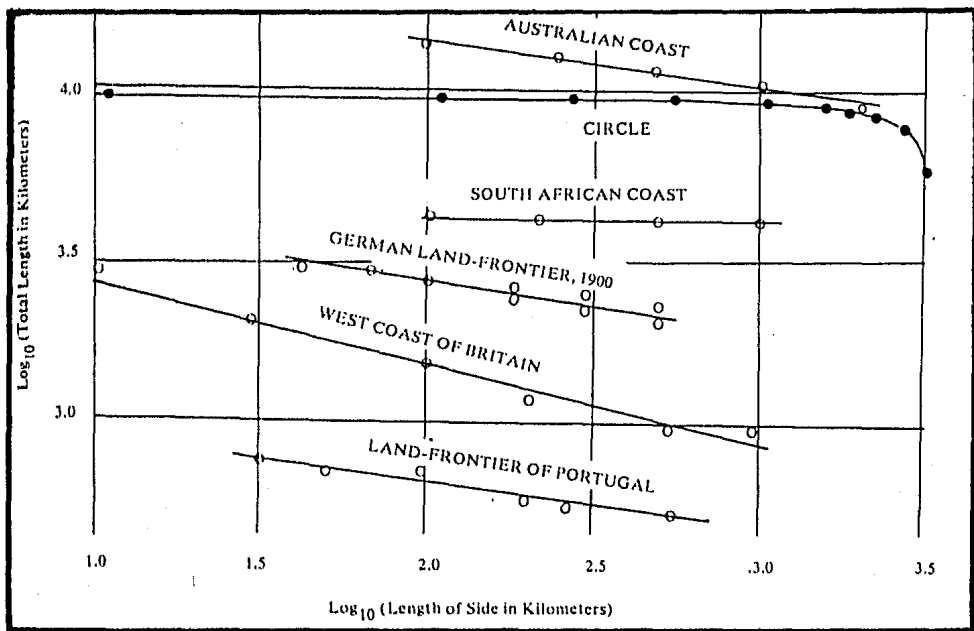 AUSTRALIAN COAST
4.0
CIRCLE
SOUTH AFRICAN COAST
3.5
GERMAN LAND-FRONTIER, 1900
WEST COAST OF BRITAIN
3.0
LAND-FRONTIER OF PORTUGAL
Log10 (Total Length in Kilometers)
1.0 1.5 2.0 2.5 .3.0 3.5
Log10 (Length of Side in Kilometers)